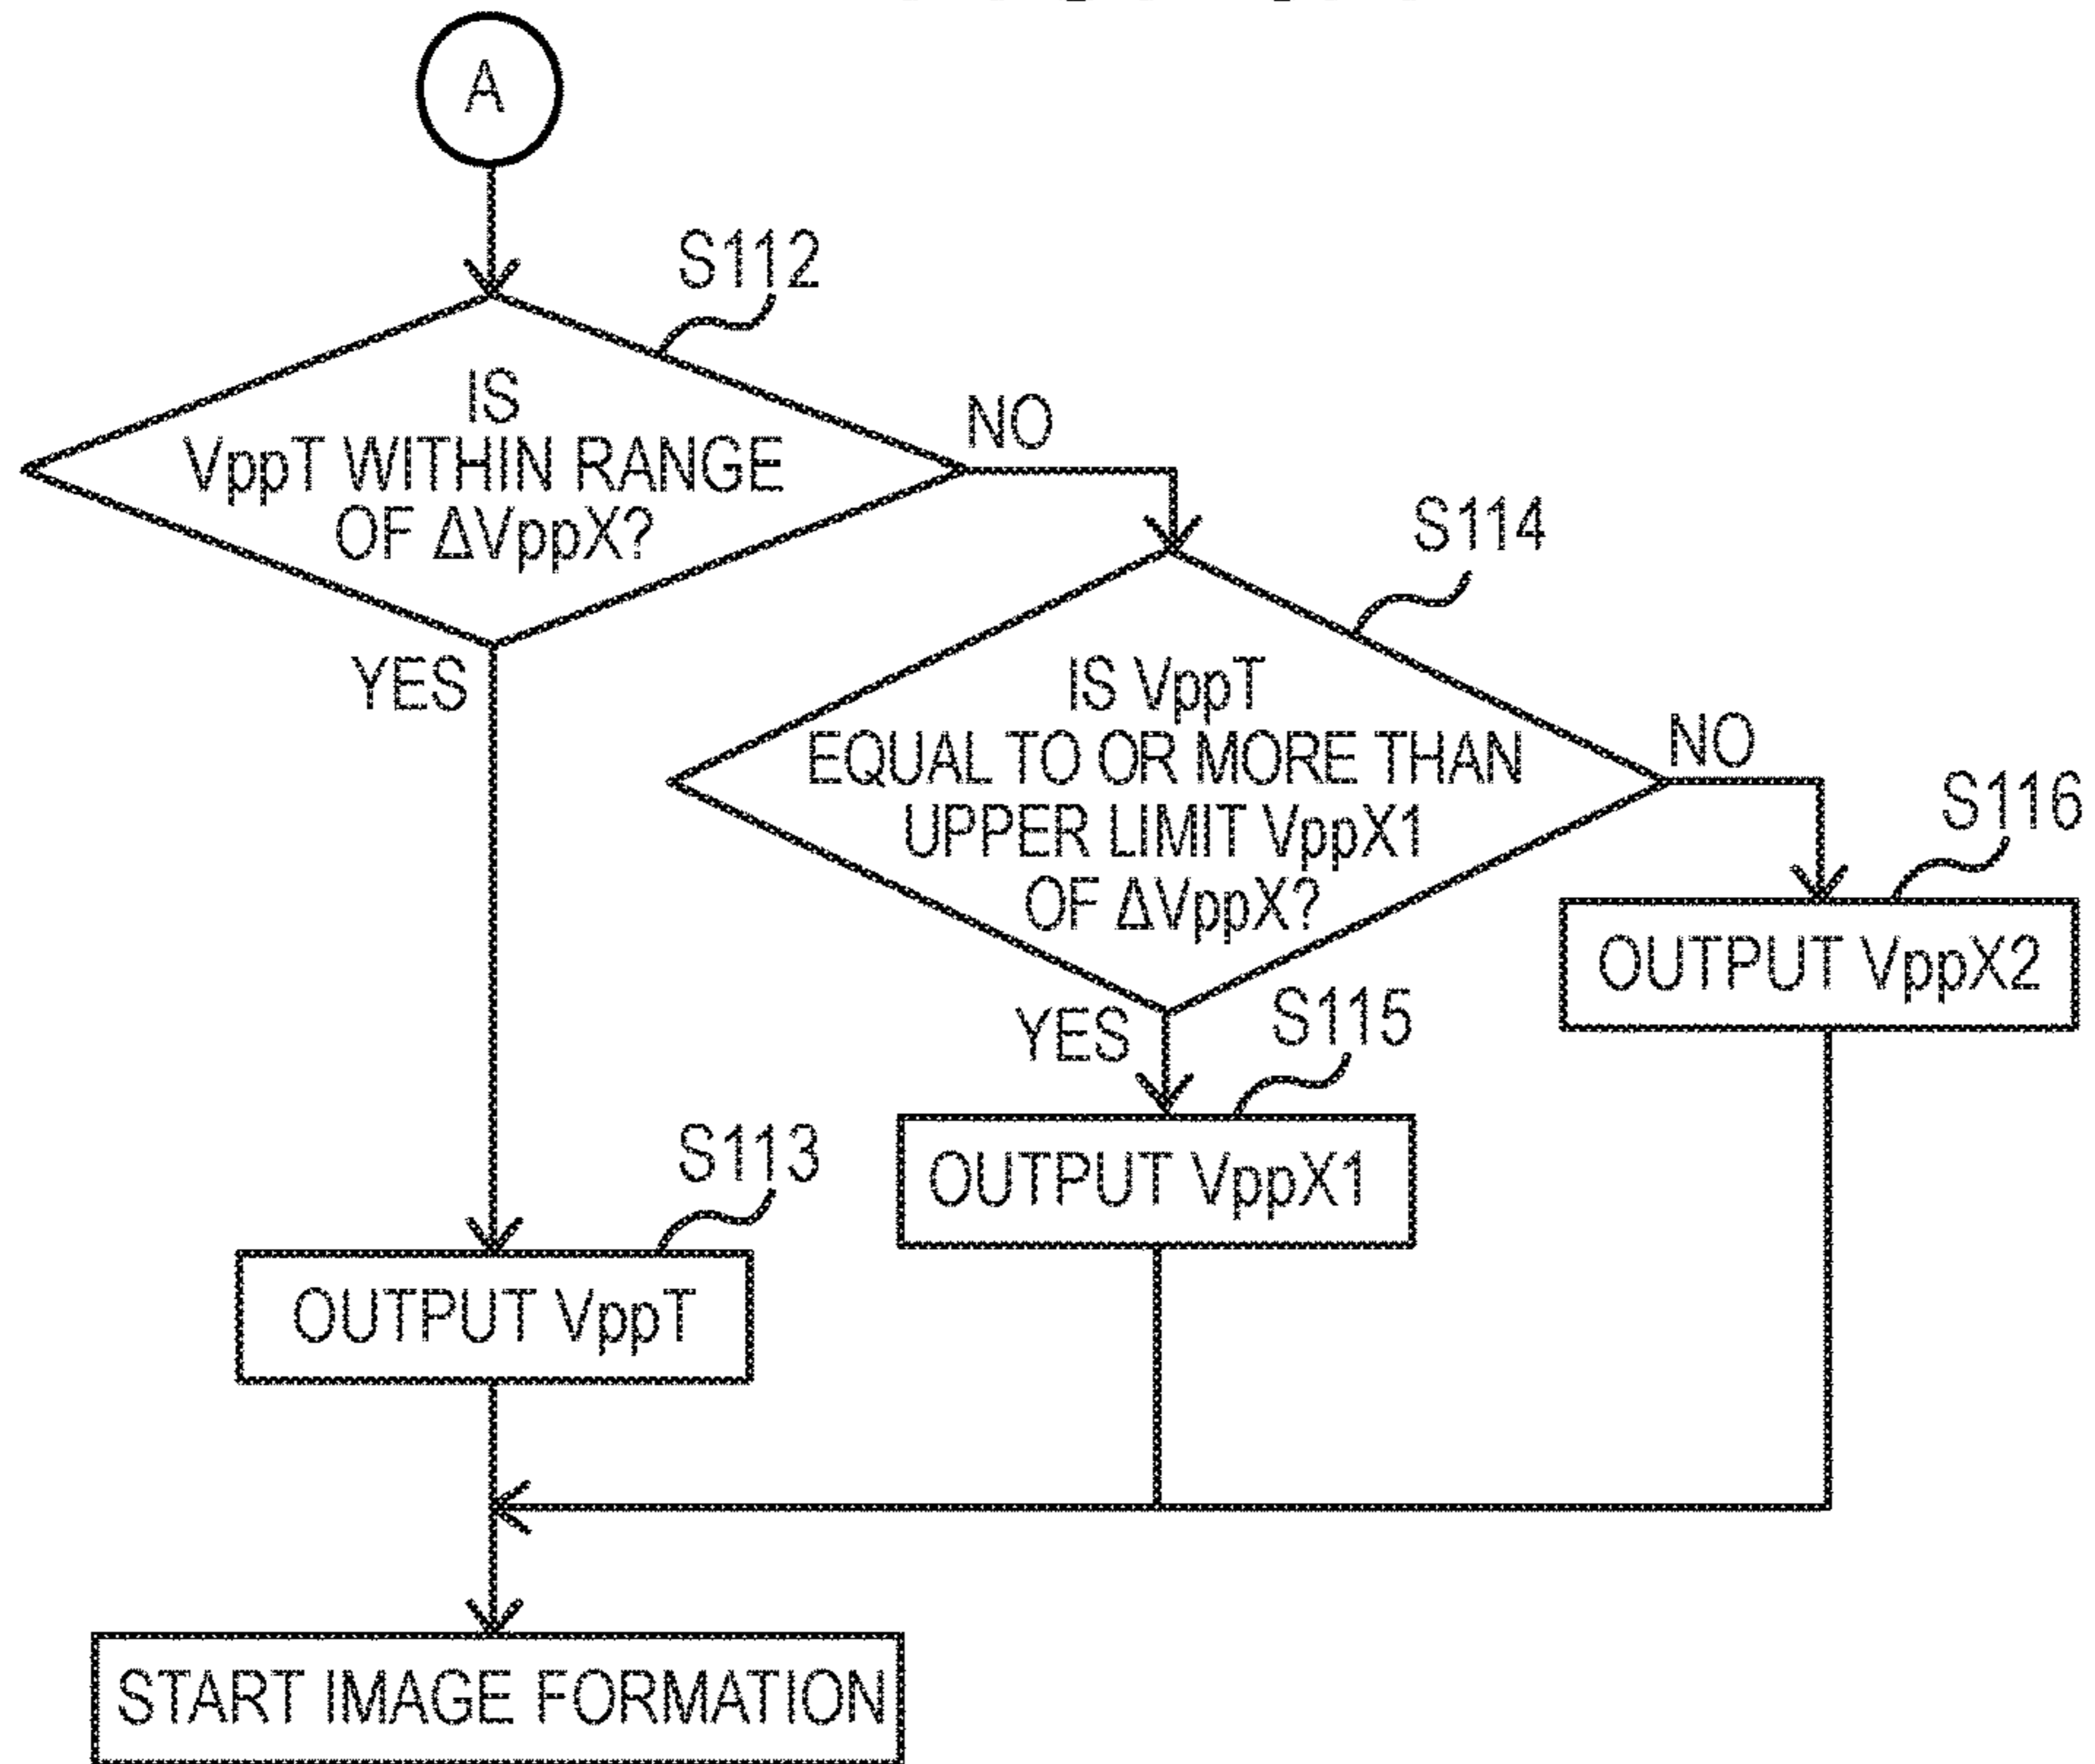 A
S112
IS
VppT WITHIN RANGE
OF ΔVppX?
NO
YES
S114
IS VppT
EQUAL TO OR MORE THAN
UPPER LIMIT VppX1
OF ΔVppX?
NO
YES
S116
OUTPUT VppX2
S115
OUTPUT VppX1
S113
OUTPUT VppT
START IMAGE FORMATION